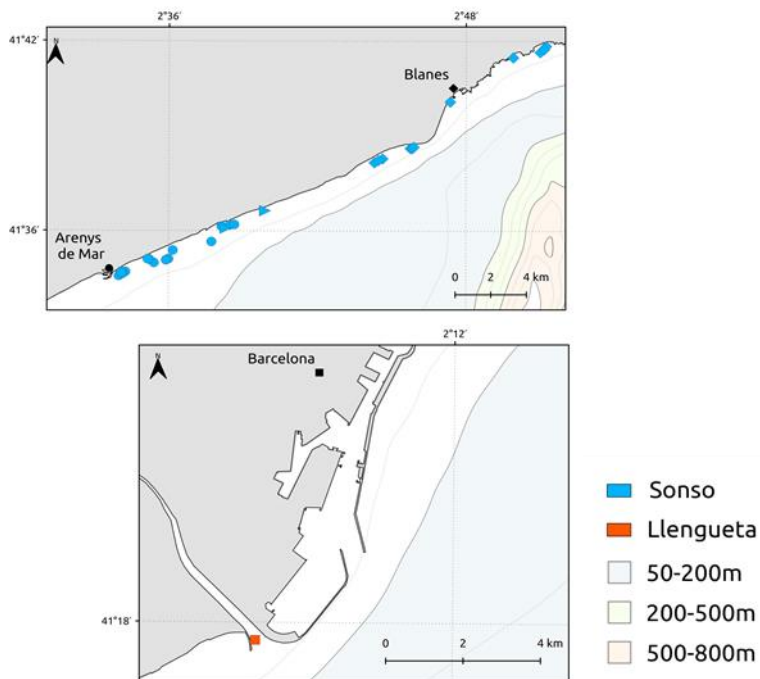 2°36′ 2°48′
41°42′
N
Blanes
41°36′
Arenys
de Mar
0 2 4 km
2°12′
N
Barcelona
41°18′
0 2 4 km
Sonso
Llengueta
50-200m
200-500m
500-800m